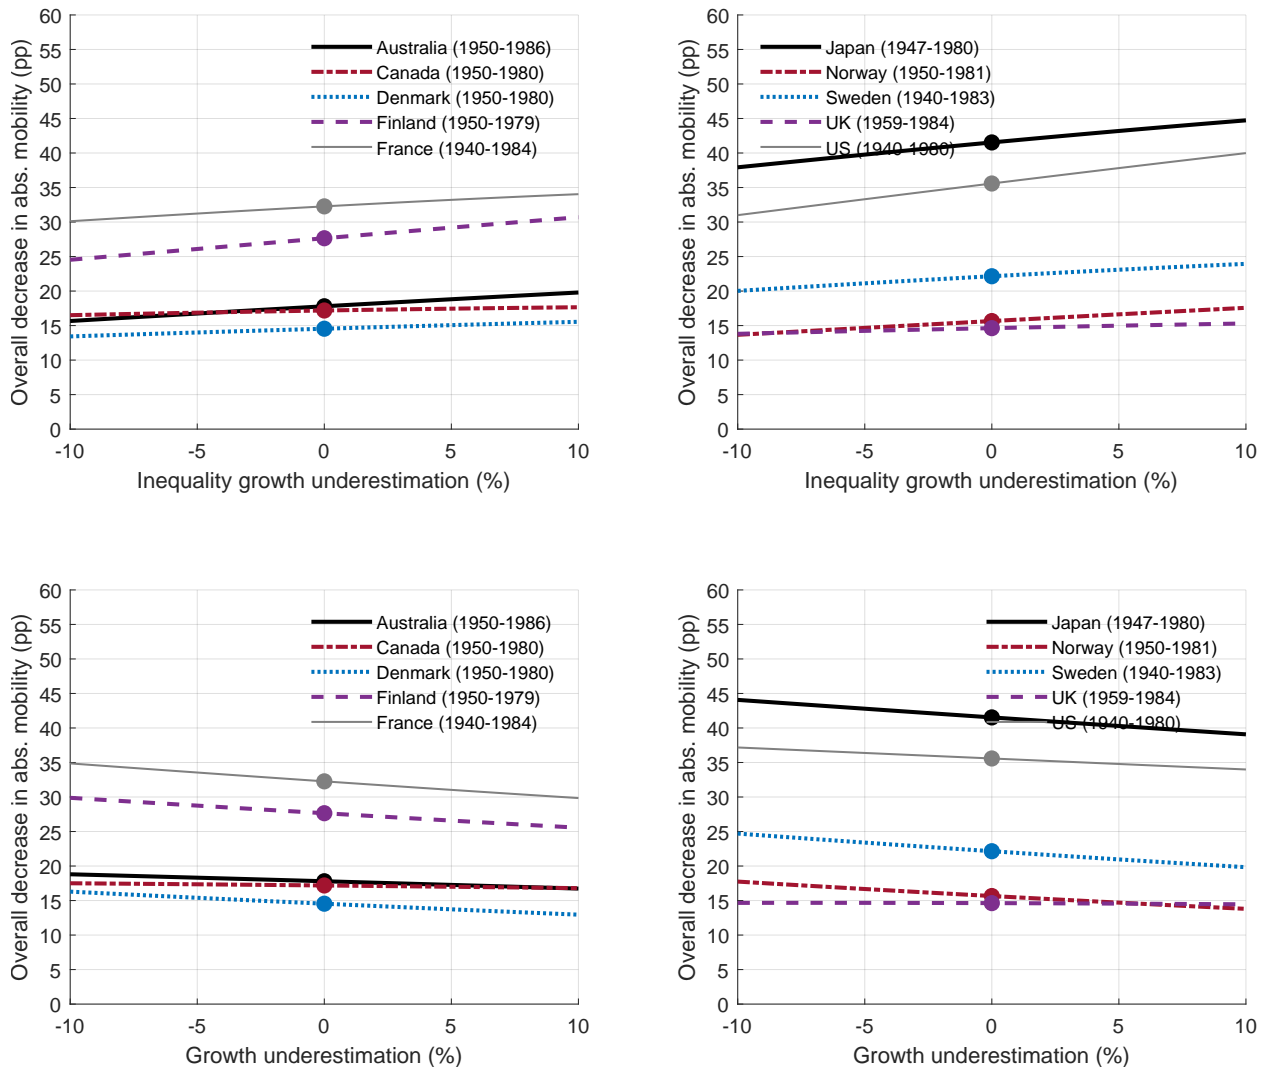 Overall decrease in abs. mobility (pp)
60
55
50
45
40
35
30
25
20
15
10
5
0
Australia (1950-1986)
Canada (1950-1980)
Denmark (1950-1980)
Finland (1950-1979)
France (1940-1984)
-10
-5
0
5
10
Inequality growth underestimation (%)
Overall decrease in abs. mobility (pp)
60
55
50
45
40
35
30
25
20
15
10
5
0
Japan (1947-1980)
Norway (1950-1981)
Sweden (1940-1983)
UK (1959-1984)
US (1940-1980)
-10
-5
0
5
10
Inequality growth underestimation (%)
Overall decrease in abs. mobility (pp)
60
55
50
45
40
35
30
25
20
15
10
5
0
Australia (1950-1986)
Canada (1950-1980)
Denmark (1950-1980)
Finland (1950-1979)
France (1940-1984)
-10
-5
0
5
10
Growth underestimation (%)
Overall decrease in abs. mobility (pp)
60
55
50
45
40
35
30
25
20
15
10
5
0
Japan (1947-1980)
Norway (1950-1981)
Sweden (1940-1983)
UK (1959-1984)
US (1940-1980)
-10
-5
0
5
10
Growth underestimation (%)